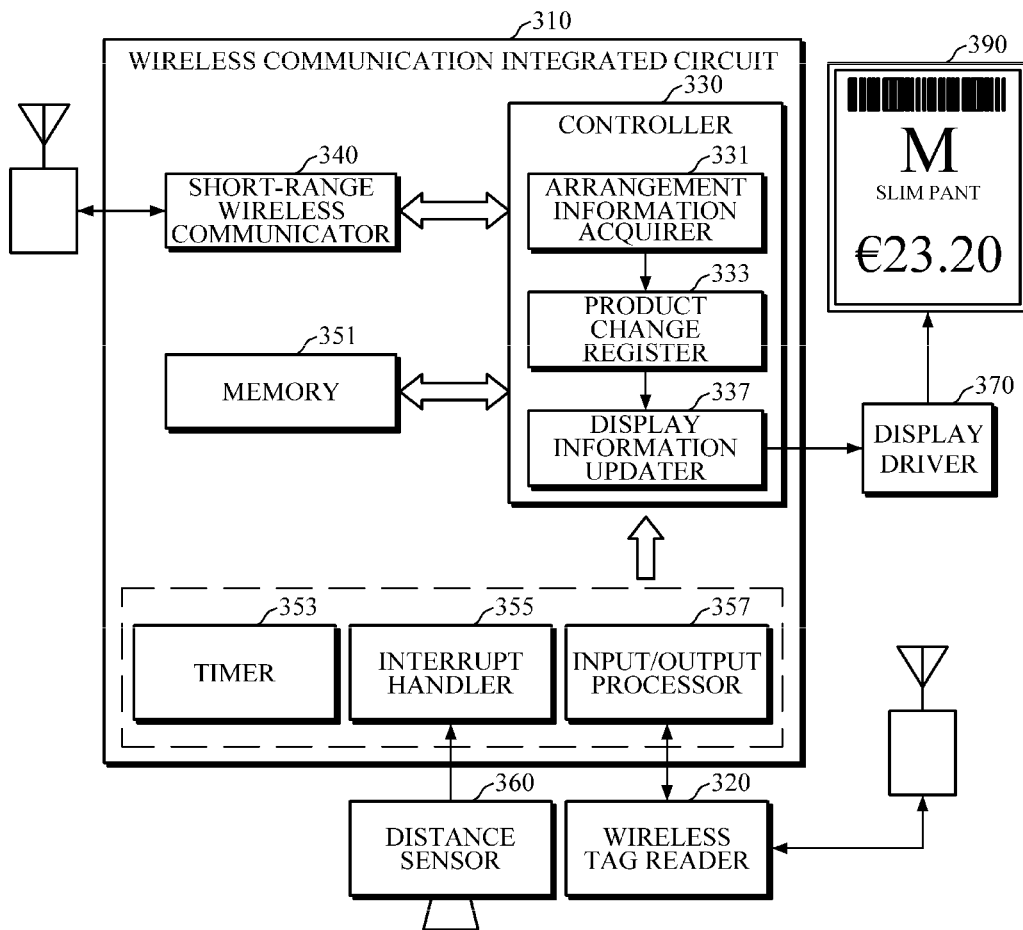 310
WIRELESS COMMUNICATION INTEGRATED CIRCUIT
390
330
CONTROLLER
M
SLIM PANT
€23.20
340
SHORT-RANGE
WIRELESS
COMMUNICATOR
331
ARRANGEMENT
INFORMATION
ACQUIRER
333
PRODUCT
CHANGE
REGISTER
351
MEMORY
337
DISPLAY
INFORMATION
UPDATER
370
DISPLAY
DRIVER
353
TIMER
355
INTERRUPT
HANDLER
357
INPUT/OUTPUT
PROCESSOR
360
DISTANCE
SENSOR
320
WIRELESS
TAG READER